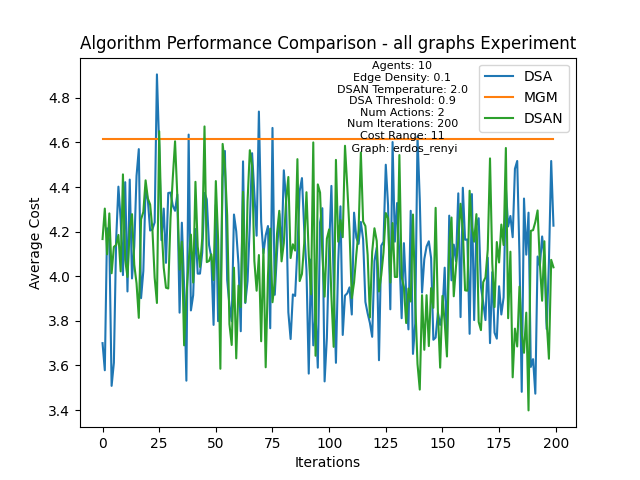 Algorithm Performance Comparison - all graphs Experiment
Agents: 10
Edge Density: 0.1
DSAN Temperature: 2.0
DSA Threshold: 0.9
Num Actions: 2
Num Iterations: 200
Cost Range: 11
Graph: erdos_renyi
DSA
MGM
DSAN
Average Cost
4.8
4.6
4.4
4.2
4.0
3.8
3.6
3.4
0 25 50 75 100 125 150 175 200
Iterations